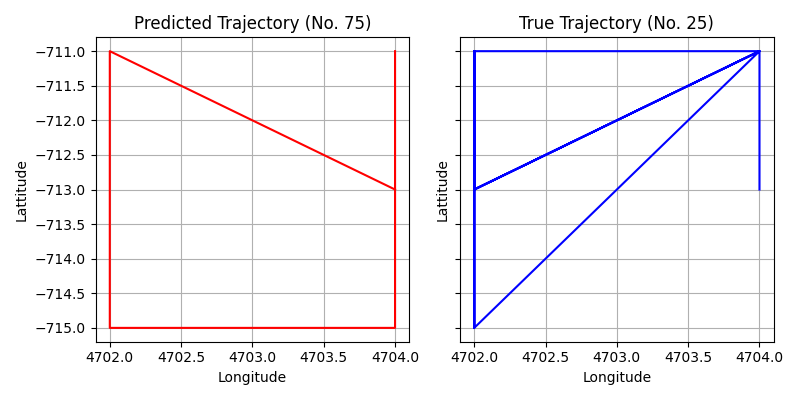 Predicted Trajectory (No. 75)
True Trajectory (No. 25)
−711.0
−711.5
−712.0
−712.5
−713.0
−713.5
−714.0
−714.5
−715.0
Lattitude
Lattitude
4702.0 4702.5 4703.0 4703.5 4704.0
4702.0 4702.5 4703.0 4703.5 4704.0
Longitude
Longitude